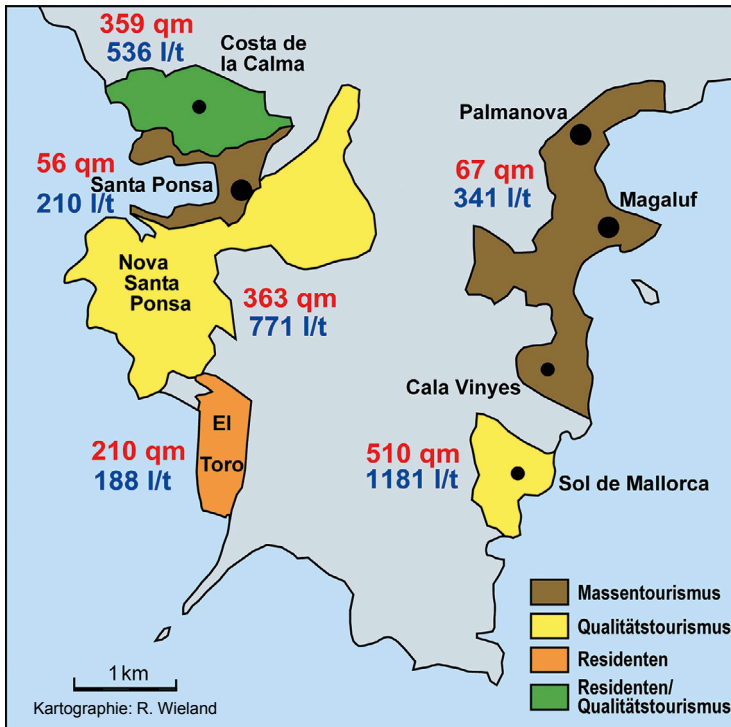 359 qm
536 l/t
Costa de
la Calma
Palmanova
56 qm
Santa Ponsa
210 l/t
67 qm
341 l/t
Magaluf
Nova
Santa
Ponsa
363 qm
771 l/t
Cala Vinyes
El
Toro
210 qm
188 l/t
510 qm
1181 l/t
Sol de Mallorca
Massentourismus
Qualitätstourismus
Residenten
Residenten/
Qualitätstourismus
1 km
Kartographie: R. Wieland